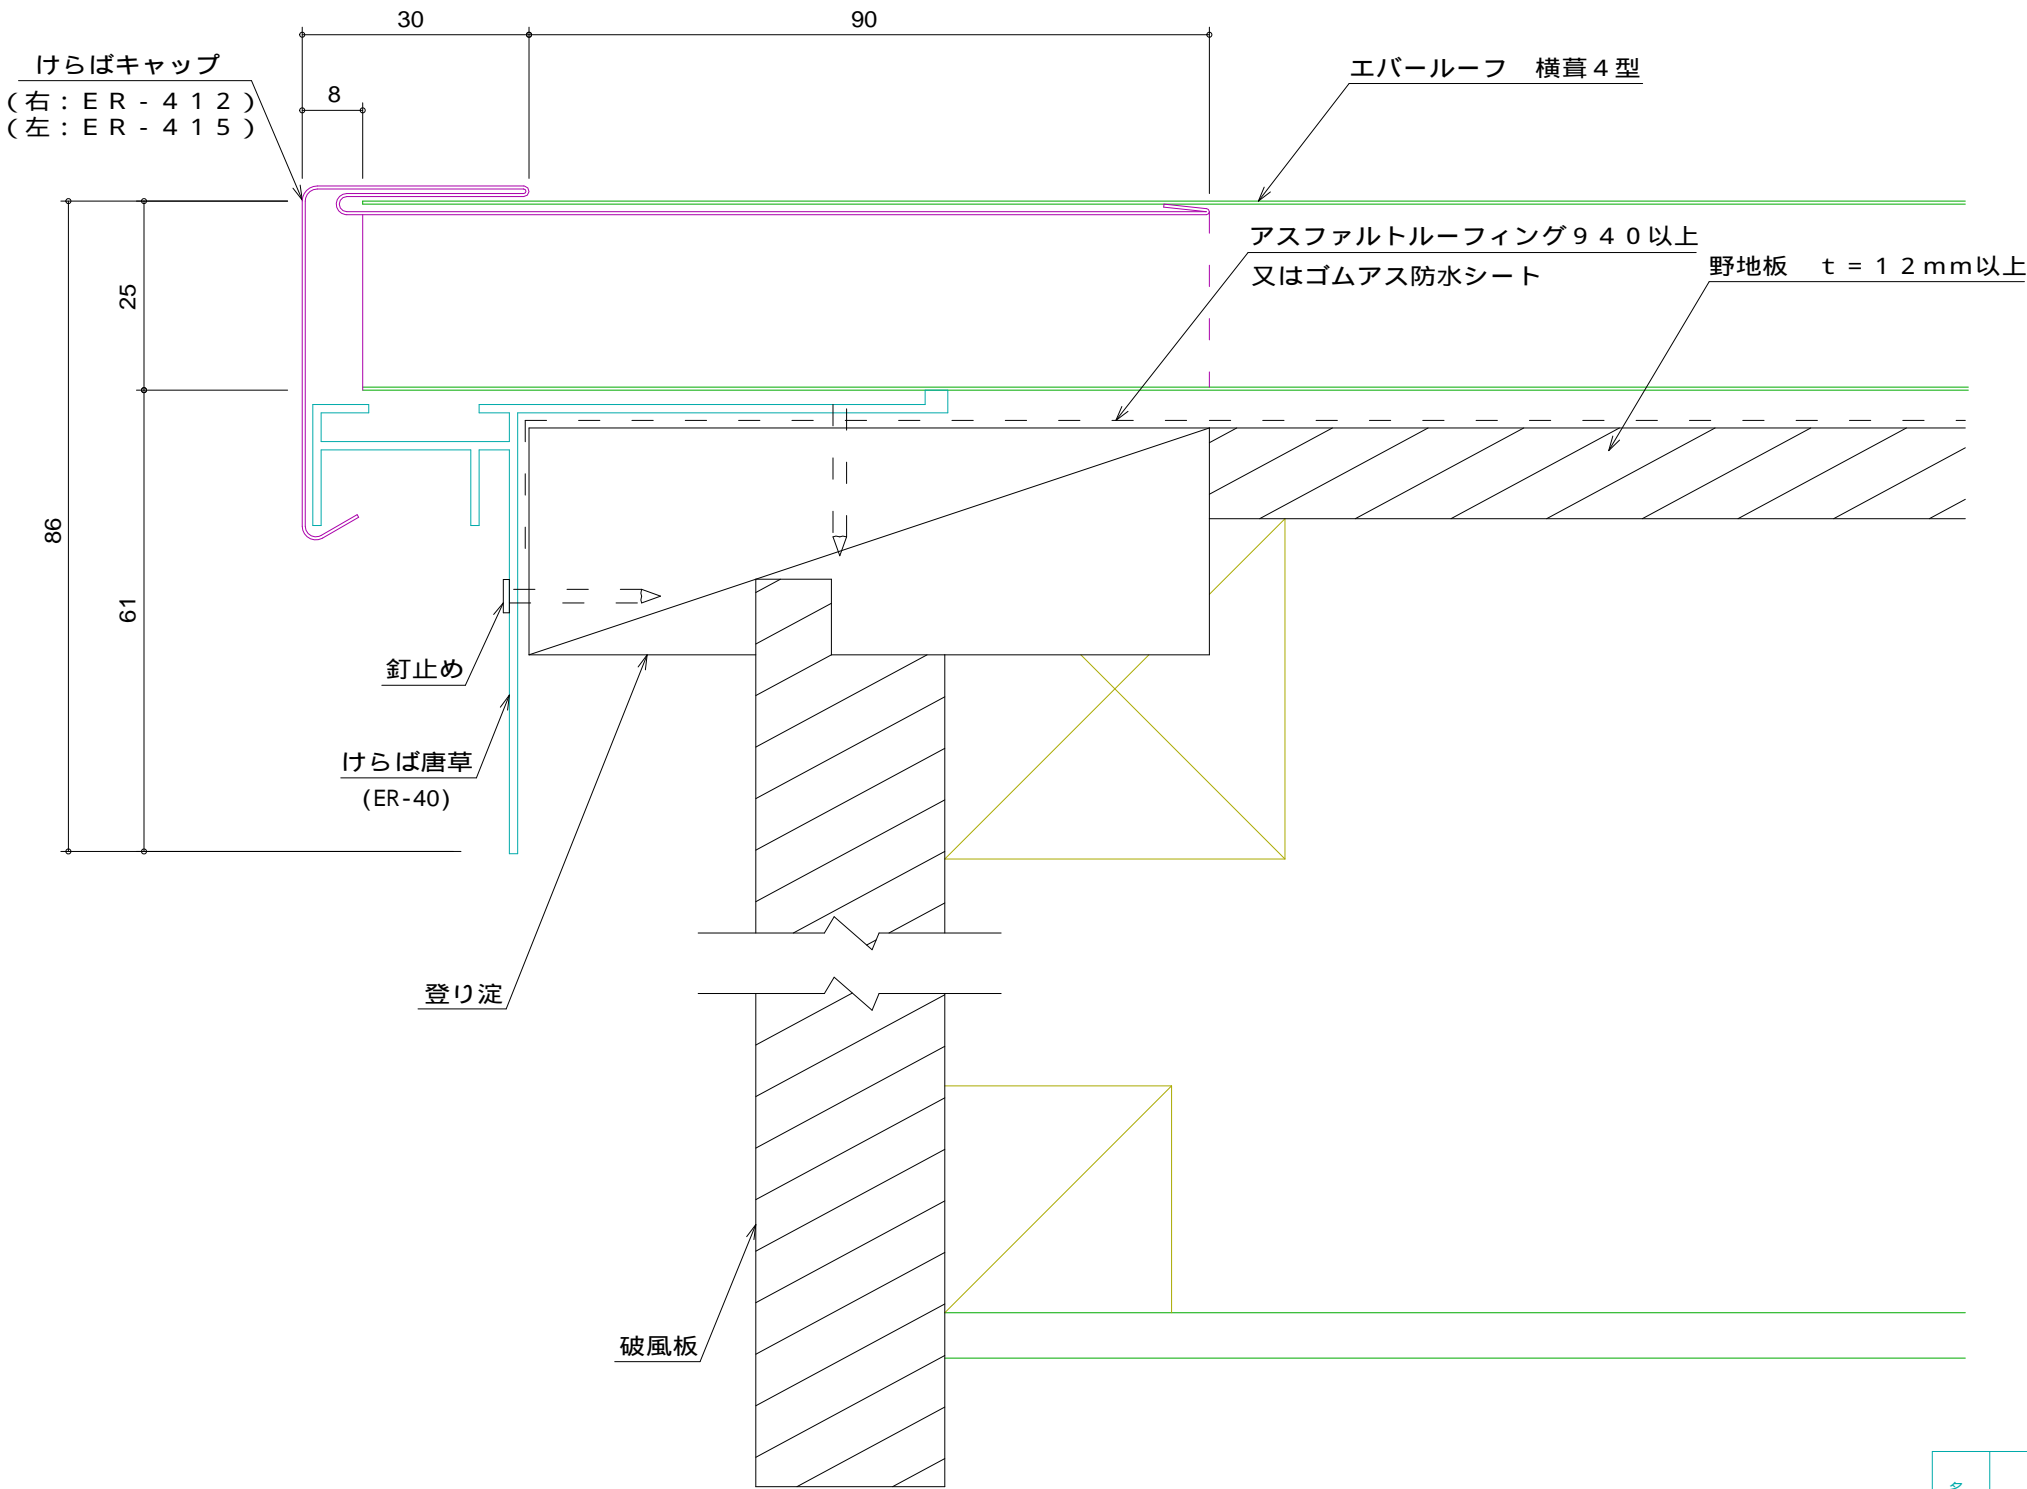 30
90
けらばキャップ
(右：ＥＲ-４１２)
(左：ＥＲ-４１５)
8
エバールーフ　横葺４型
アスファルトルーフィング９４０以上
又はゴムアス防水シート
野地板　ｔ＝１２mm以上
25
86
61
釘止め
けらば唐草
(ER-40)
登り淀
破風板